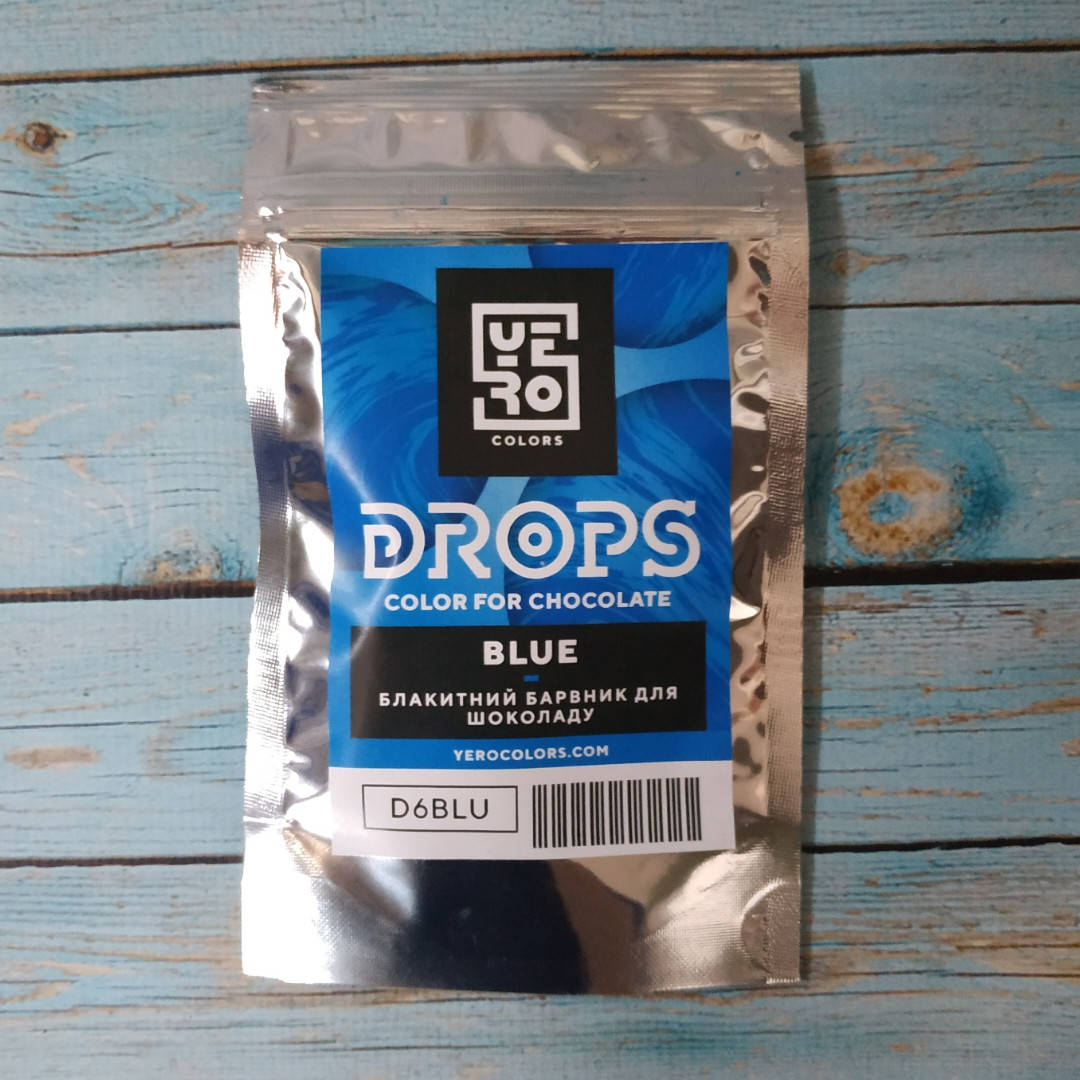 YE
RO
COLORS
DROPS
COLOR FOR CHOCOLATE
BLUE
БЛАКИТНИЙ БАРВНИК ДЛЯ
ШОКОЛАДУ
YEROCOLORS.COM
D6BLU